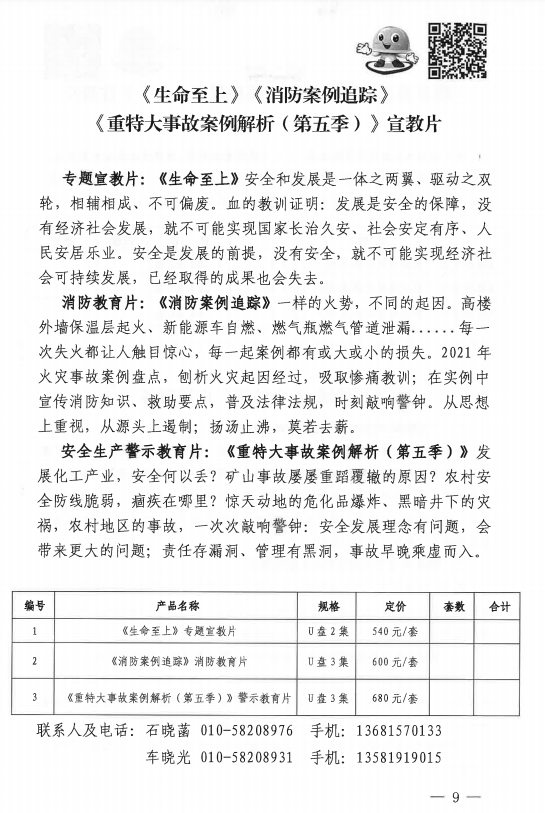 《生命至上》《消防案例追踪》
《重特大事故案例解析（第五季）》宣教片
专题宣教片：《生命至上》安全和发展是一体之两翼、驱动之双
轮，相辅相成、不可偏废。血的教训证明：发展是安全的保障，没
有经济社会发展，就不可能实现国家长治久安、社会安定有序、人
民安居乐业。安全是发展的前提，没有安全，就不可能实现经济社
会可持续发展，已经取得的成果也会失去。
消防教育片：《消防案例追踪》一样的火势，不同的起因。高楼
外墙保温层起火、新能源车自燃、燃气瓶燃气管道泄漏......每一
次失火都让人触目惊心，每一起案例都有或大或小的损失。2021年
火灾事故案例盘点，刨析火灾起因经过，吸取惨痛教训；在实例中
宣传消防知识、救助要点，普及法律法规，时刻敲响警钟。从思想
上重视，从源头上遏制；扬汤止沸，莫若去薪。
安全生产警示教育片：《重特大事故案例解析（第五季）》发
展化工产业，安全何以丢？矿山事故屡屡重蹈覆辙的原因？农村安
全防线脆弱，痼疾在哪里？惊天动地的危化品爆炸、黑暗井下的灾
祸，农村地区的事故，一次次敲响警钟：安全发展理念有问题，会
带来更大的问题；责任存漏洞、管理有黑洞，事故早晚乘虚而入。
编号 产品名称 规格 定价 套数 合计
1 《生命至上》专题宣教片 U盘2集 540元/套
2 《消防案例追踪》消防教育片 U盘3集 600元/套
3 《重特大事故案例解析（第五季）》警示教育片 U盘3集 680元/套
联系人及电话：石晓菡 010-58208976 手机：13681570133
车晓光 010-58208931 手机：13581919015
— 9 —